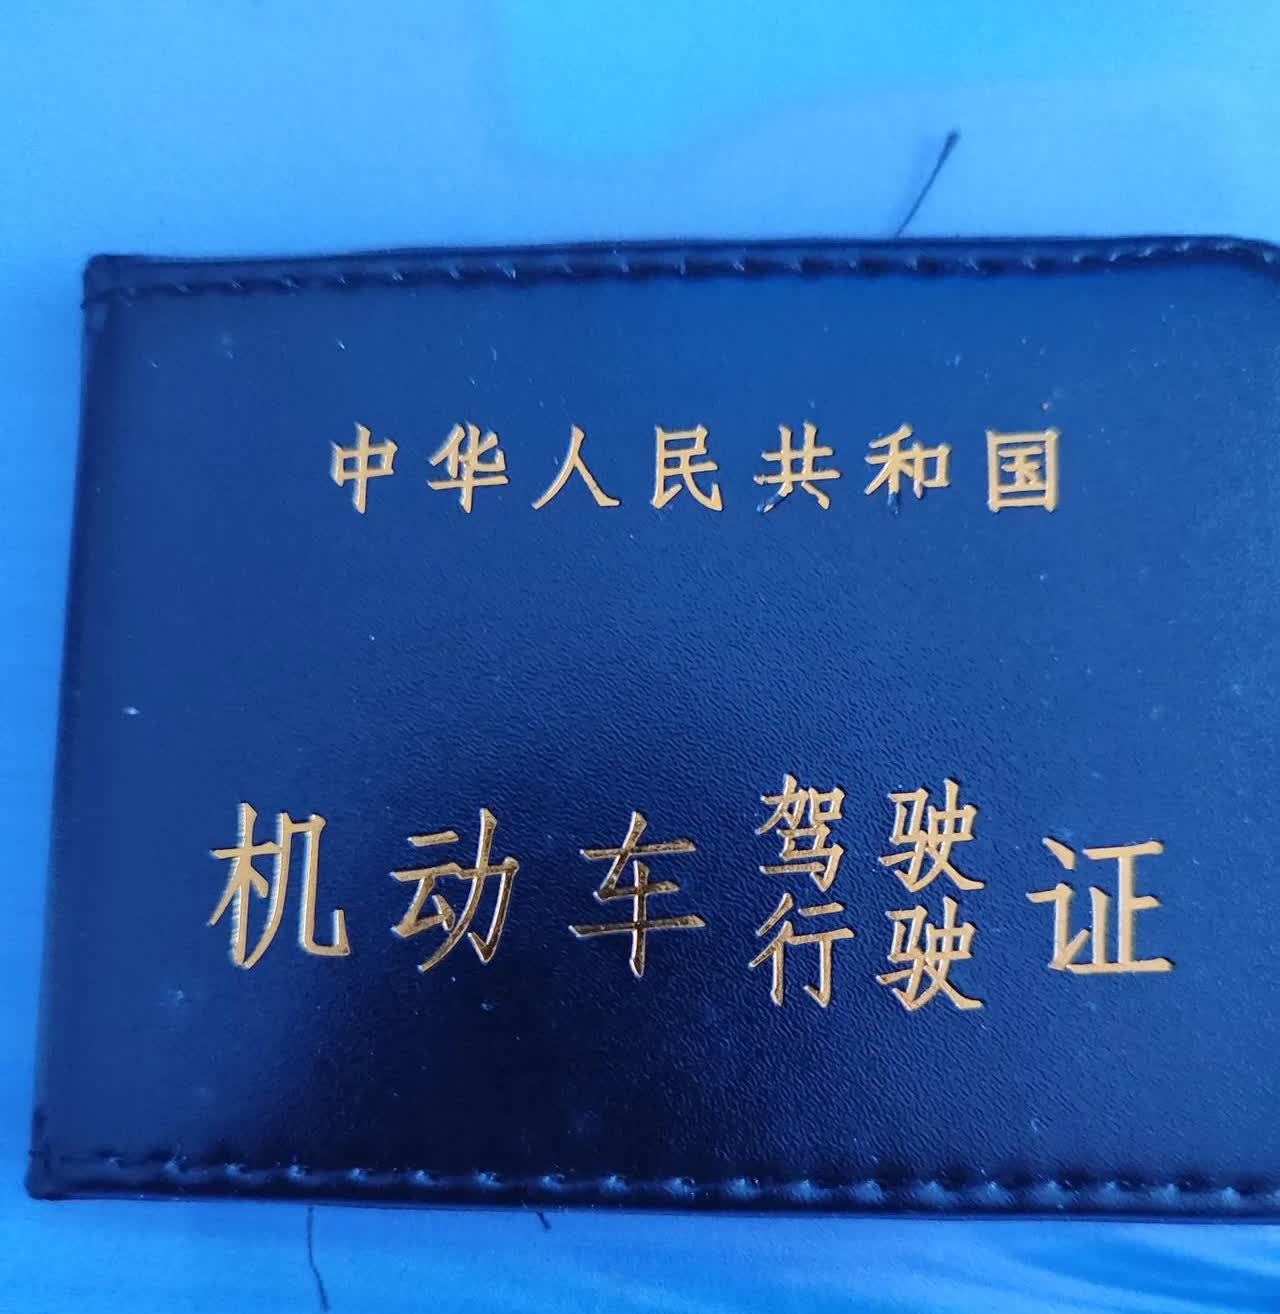 中华人民共和国
机动车驾驶证
行驶